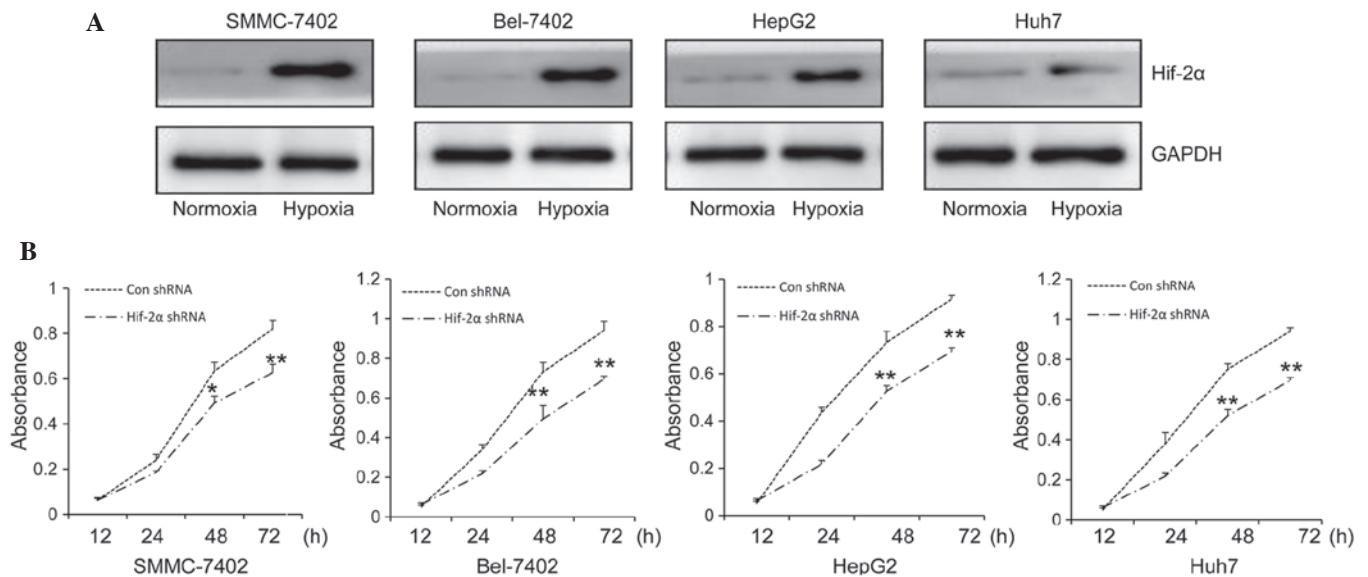 A
SMMC-7402 Bel-7402 HepG2 Huh7
Hif-2α
GAPDH
Normoxia Hypoxia Normoxia Hypoxia Normoxia Hypoxia Normoxia Hypoxia
B
Absorbance
1
0.8
0.6
0.4
0.2
0
Con shRNA
Hif-2α shRNA
*
**
12 24 48 72 (h)
SMMC-7402
Absorbance
1.2
1
0.8
0.6
0.4
0.2
0
Con shRNA
Hif-2α shRNA
**
**
12 24 48 72 (h)
Bel-7402
Absorbance
1
0.8
0.6
0.4
0.2
0
Con shRNA
Hif-2α shRNA
**
**
12 24 48 72 (h)
HepG2
Absorbance
1.2
1
0.8
0.6
0.4
0.2
0
Con shRNA
Hif-2α shRNA
**
**
12 24 48 72 (h)
Huh7